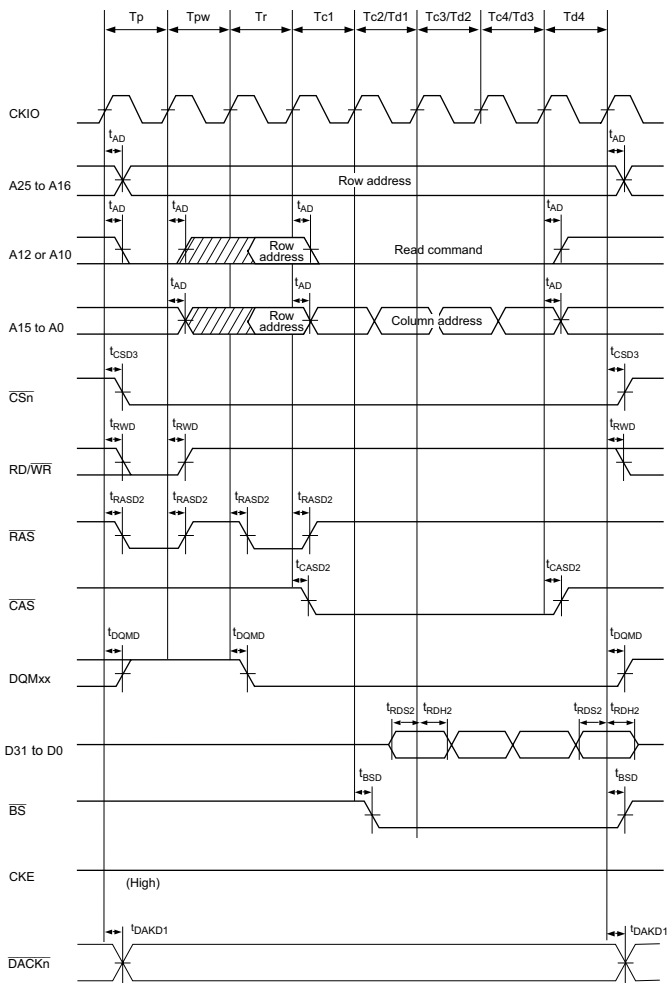 Tp Tpw Tr Tc1 Tc2/Td1 Tc3/Td2 Tc4/Td3 Td4
CKIO
tAD tAD
A25 to A16 Row address
tAD tAD tAD tAD
A12 or A10 Row address Read command
tAD tAD tAD
A15 to A0 Row address Column address
tCSD3 tCSD3
CSn
tRWD tRWD tRWD
RD/WR
tRASD2 tRASD2 tRASD2 tRASD2
RAS
tCASD2 tCASD2
CAS
tDQMD tDQMD tDQMD
DQMxx
tRDS2 tRDH2 tRDS2 tRDH2
D31 to D0
tBSD tBSD
BS
CKE
(High)
tDAKD1 tDAKD1
DACKn